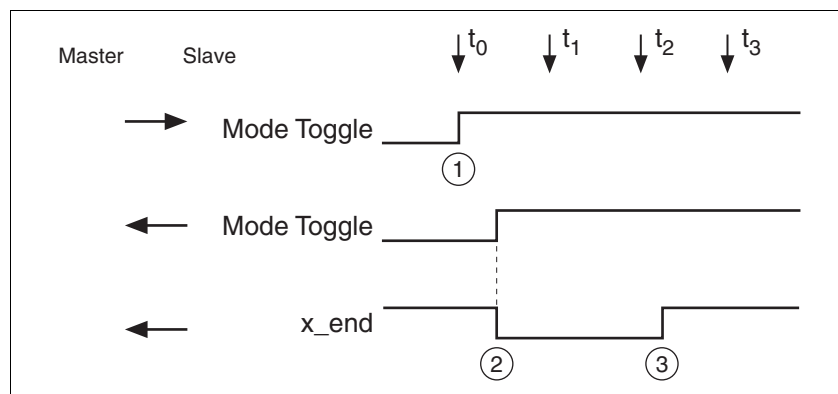 t0 t1 t2 t3
Master Slave
Mode Toggle
1
Mode Toggle
x_end
2 3